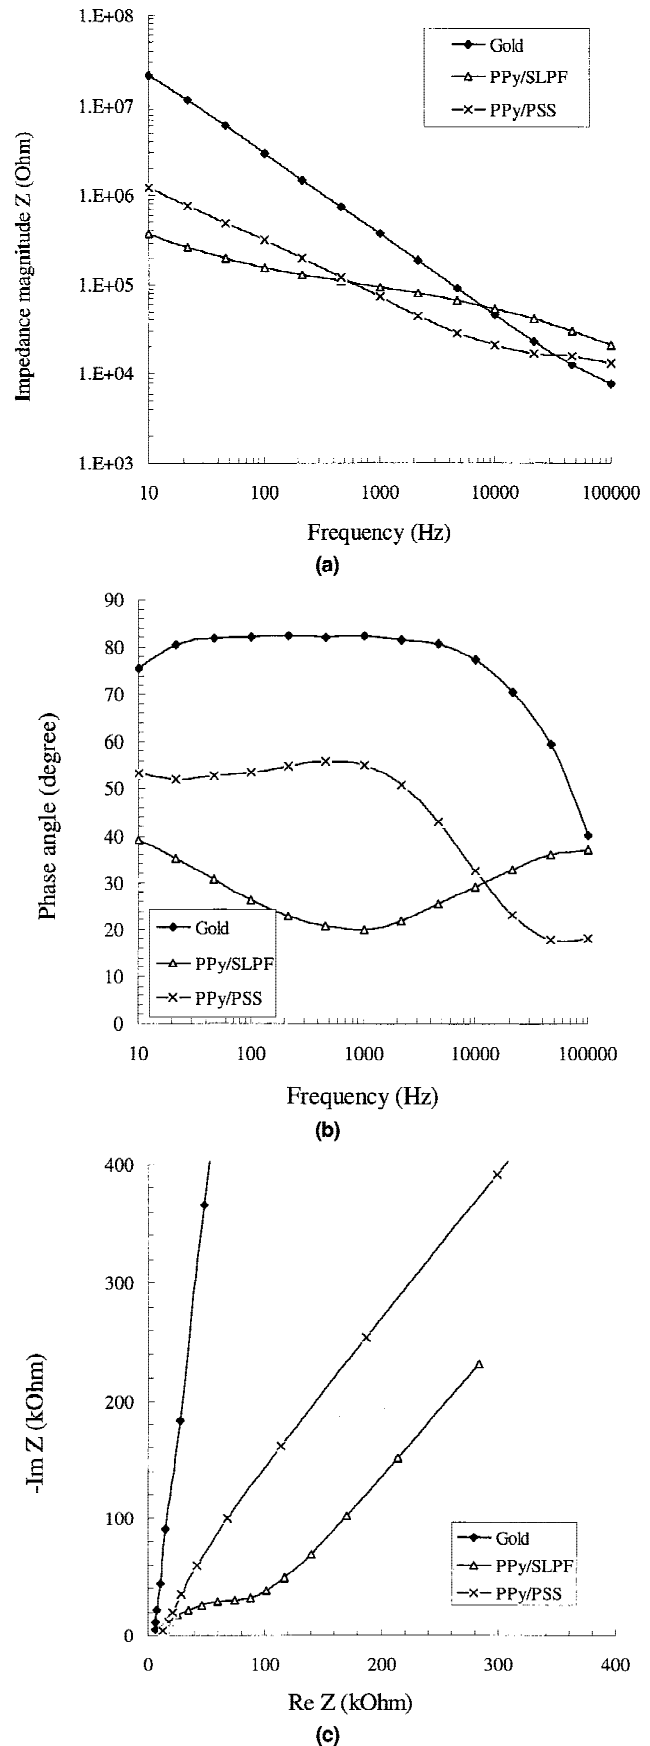 1.E+08
1.E+07
1.E+06
1.E+05
1.E+04
1.E+03
Impedance magnitude Z (Ohm)
Gold
PPy/SLPF
PPy/PSS
10 100 1000 10000 100000
Frequency (Hz)
(a)
90
80
70
60
50
40
30
20
10
0
Phase angle (degree)
Gold
PPy/SLPF
PPy/PSS
10 100 1000 10000 100000
Frequency (Hz)
(b)
400
300
200
100
0
-Im Z (kOhm)
Gold
PPy/SLPF
PPy/PSS
0 100 200 300 400
Re Z (kOhm)
(c)